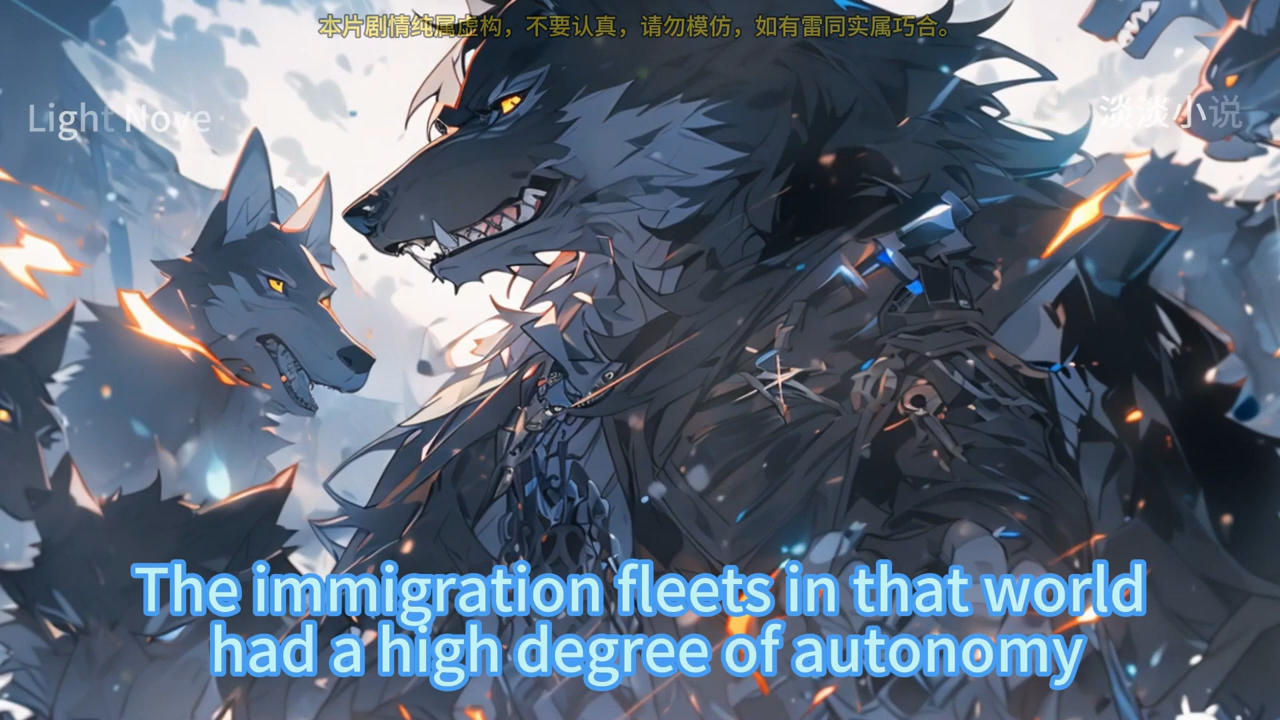 本片剧情纯属虚构，不要认真，请勿模仿，如有雷同实属巧合。
Light Nove
淡淡小说
The immigration fleets in that world
had a high degree of autonomy